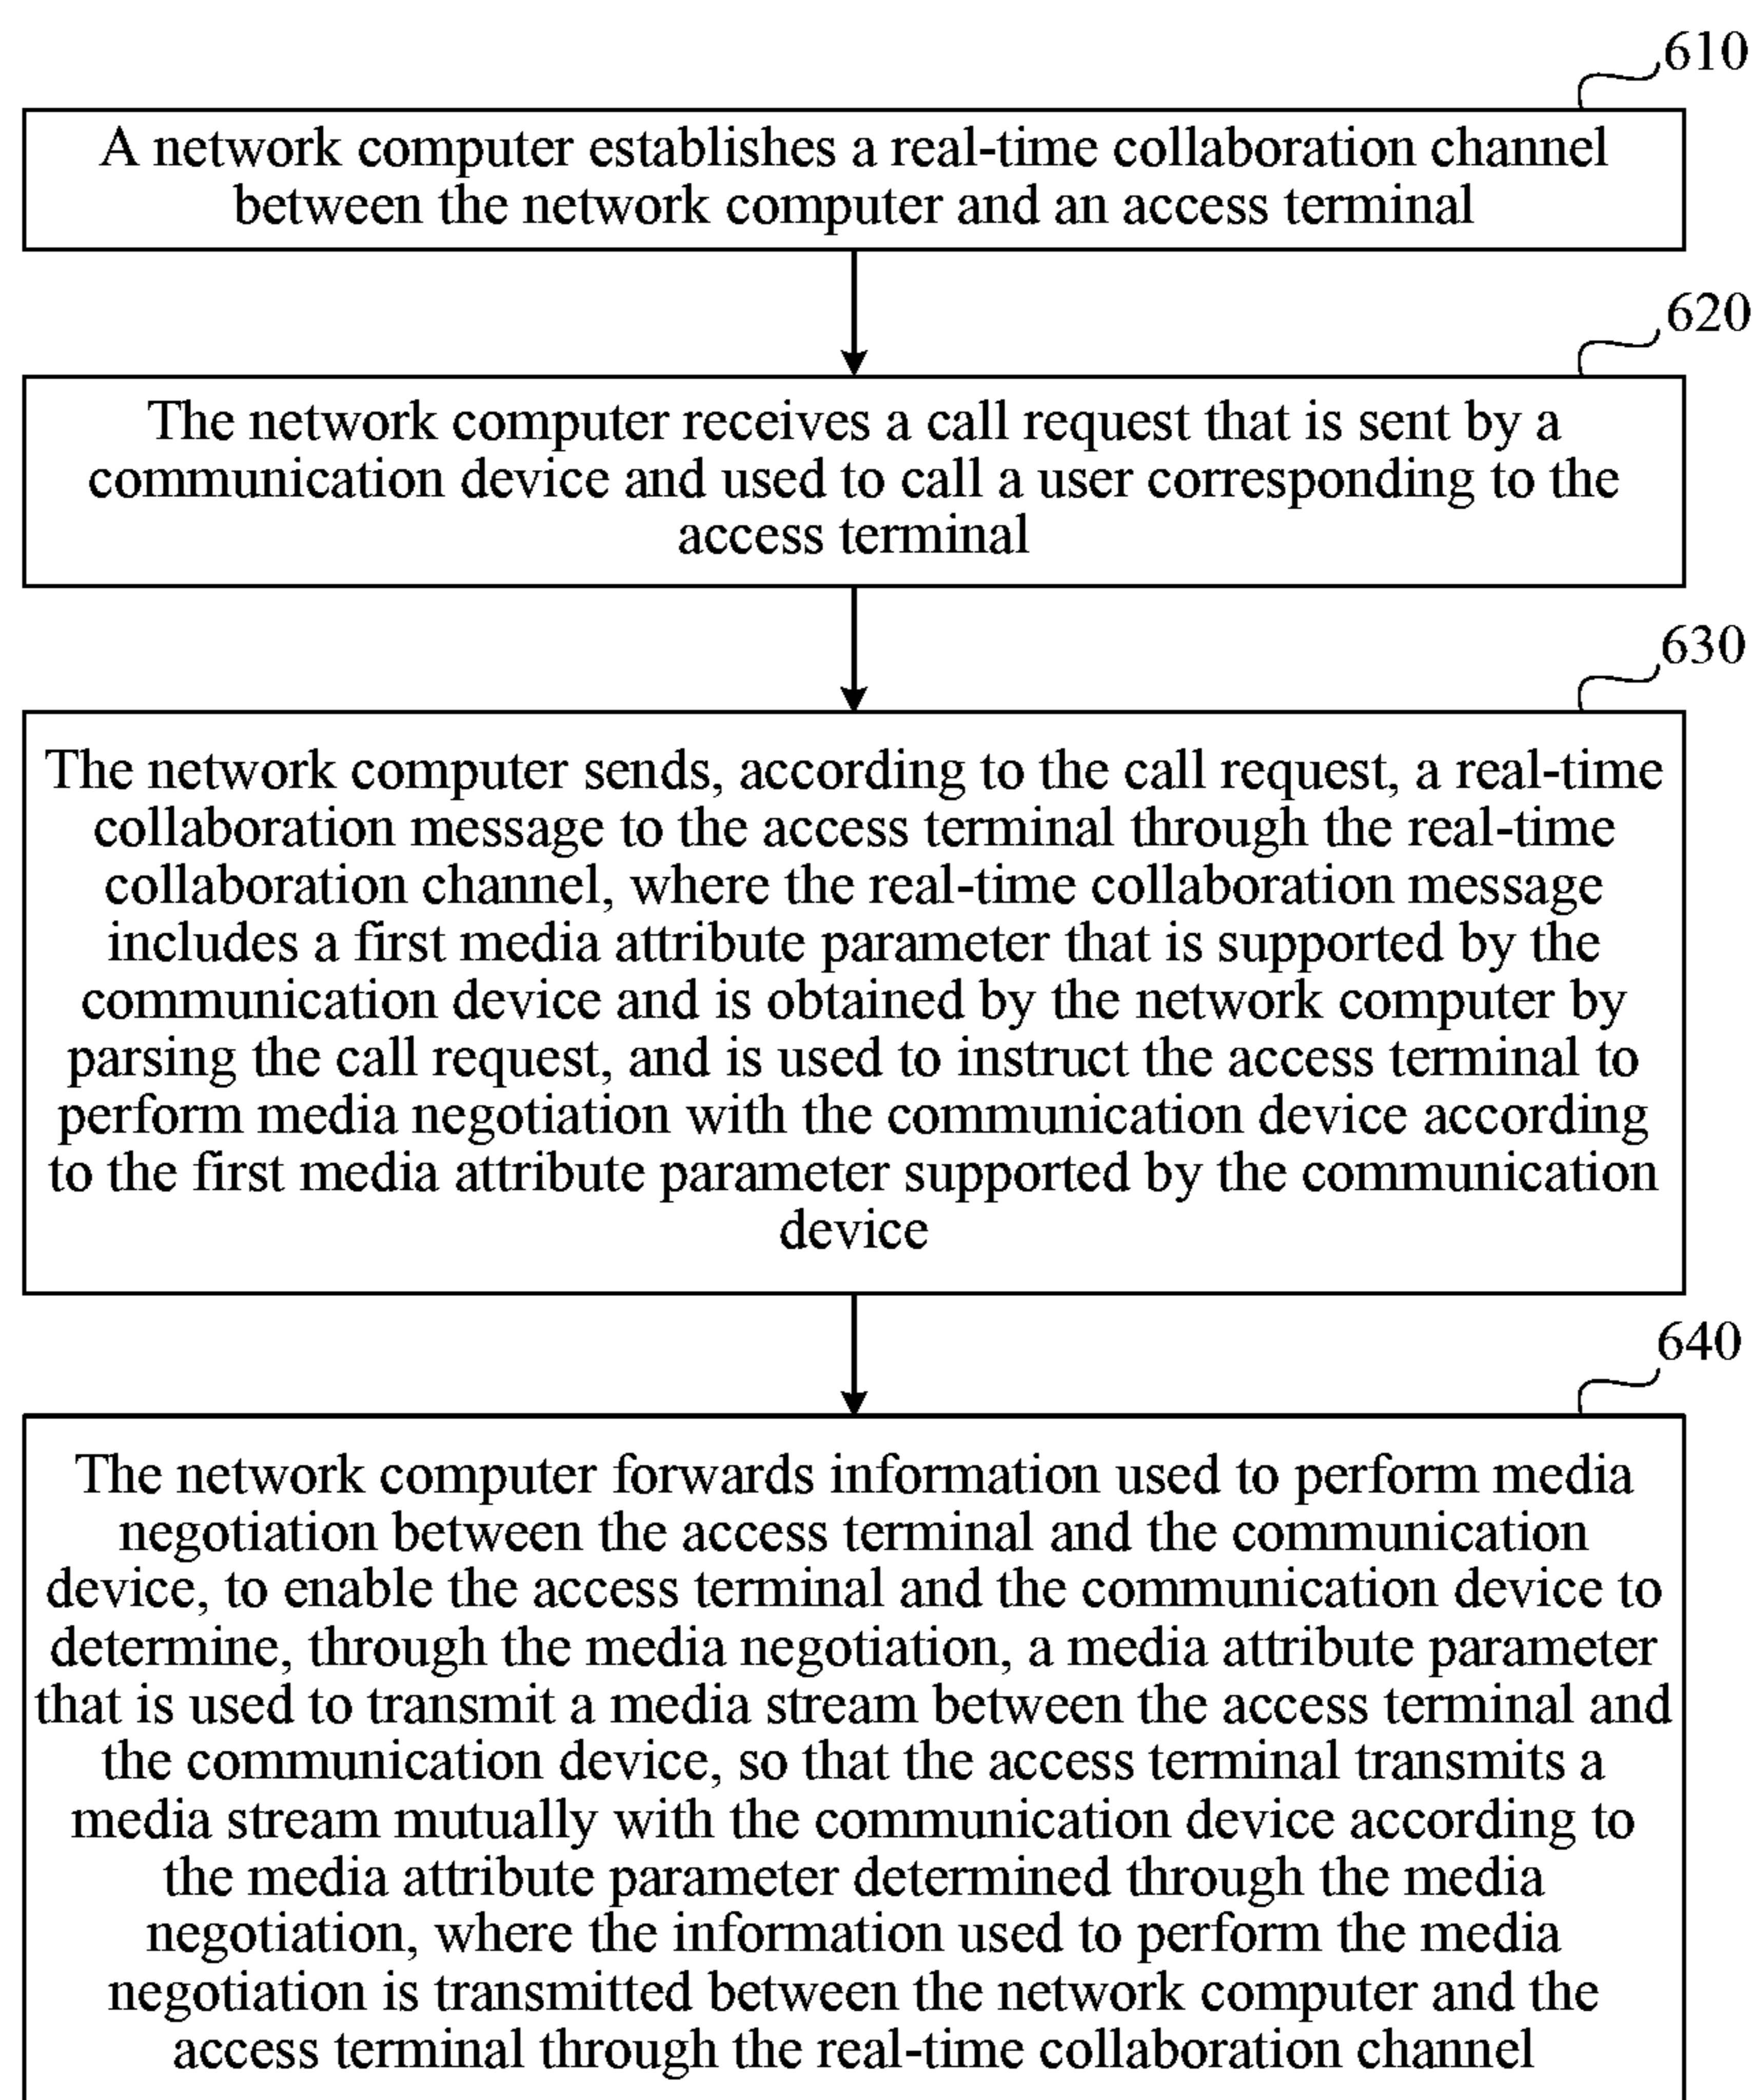 610
A network computer establishes a real-time collaboration channel
between the network computer and an access terminal
620
The network computer receives a call request that is sent by a
communication device and used to call a user corresponding to the
access terminal
630
The network computer sends, according to the call request, a real-time
collaboration message to the access terminal through the real-time
collaboration channel, where the real-time collaboration message
includes a first media attribute parameter that is supported by the
communication device and is obtained by the network computer by
parsing the call request, and is used to instruct the access terminal to
perform media negotiation with the communication device according
to the first media attribute parameter supported by the communication
device
640
The network computer forwards information used to perform media
negotiation between the access terminal and the communication
device, to enable the access terminal and the communication device to
determine, through the media negotiation, a media attribute parameter
that is used to transmit a media stream between the access terminal and
the communication device, so that the access terminal transmits a
media stream mutually with the communication device according to
the media attribute parameter determined through the media
negotiation, where the information used to perform the media
negotiation is transmitted between the network computer and the
access terminal through the real-time collaboration channel